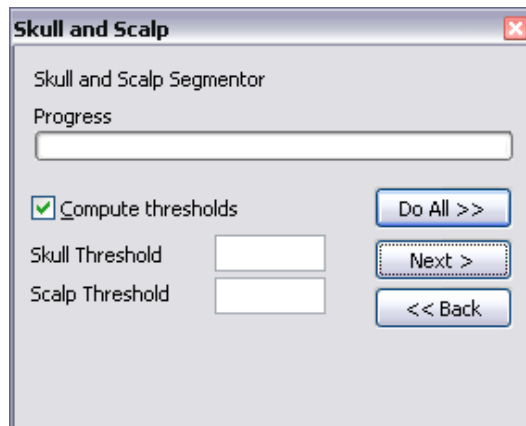 Skull and Scalp
Skull and Scalp Segmentor
Progress
Compute thresholds
Do All >>
Skull Threshold
Next >
Scalp Threshold
<< Back